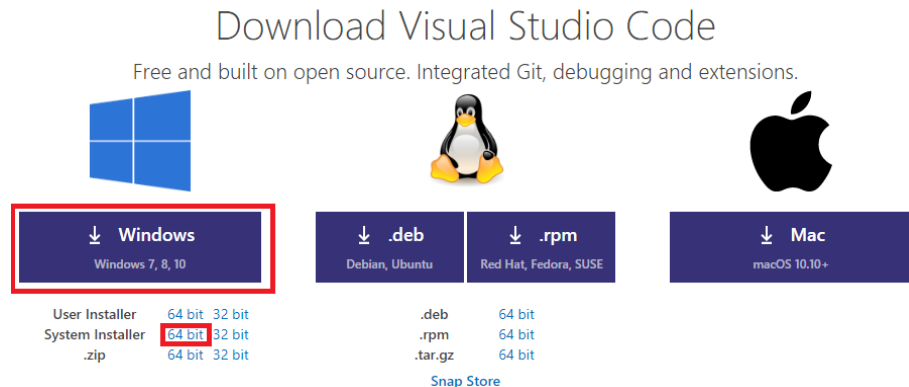 Download Visual Studio Code
Free and built on open source. Integrated Git, debugging and extensions.
Windows
Windows 7, 8, 10
.deb
Debian, Ubuntu
.rpm
Red Hat, Fedora, SUSE
Mac
macOS 10.10+
User Installer 64 bit 32 bit
System Installer 64 bit 32 bit
.zip 64 bit 32 bit
.deb 64 bit
.rpm 64 bit
.tar.gz 64 bit
Snap Store